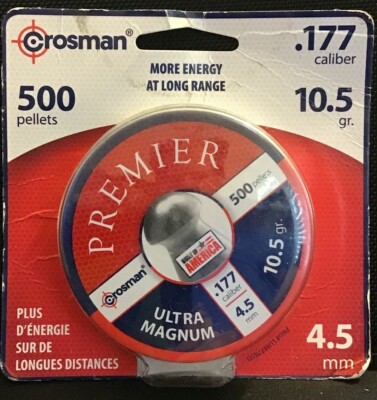 Crosman
.177
caliber
MORE ENERGY
AT LONG RANGE
500
pellets
10.5
gr.
PREMIER
500 pellets
10.5 gr.
AMERICA
Crosman
.177
caliber
4.5
mm
ULTRA
MAGNUM
PLUS
D'ÉNERGIE
SUR DE
LONGUES DISTANCES
4.5
mm